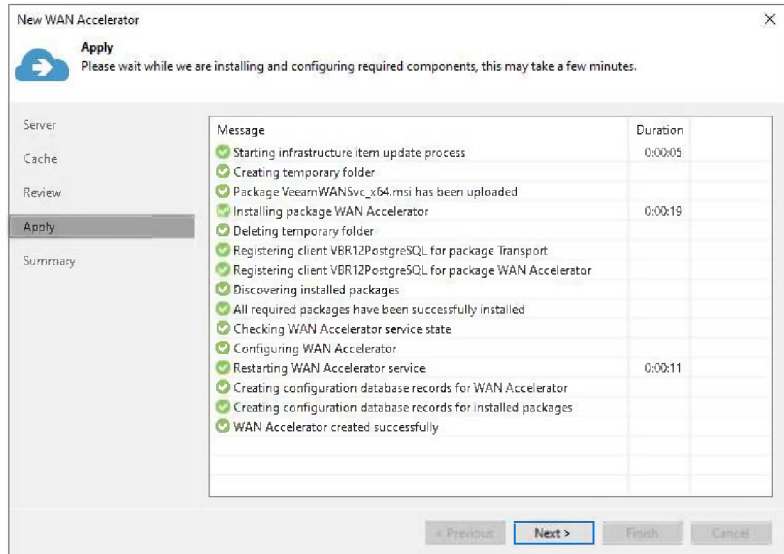 New WAN Accelerator
Apply
Please wait while we are installing and configuring required components, this may take a few minutes.
Server
Cache
Review
Apply
Summary
Message Duration
Starting infrastructure item update process 0:00:05
Creating temporary folder
Package VeeamWANSvc_x64.msi has been uploaded
Installing package WAN Accelerator 0:00:19
Deleting temporary folder
Registering client VBR12PostgreSQL for package Transport
Registering client VBR12PostgreSQL for package WAN Accelerator
Discovering installed packages
All required packages have been successfully installed
Checking WAN Accelerator service state
Configuring WAN Accelerator
Restarting WAN Accelerator service 0:00:11
Creating configuration database records for WAN Accelerator
Creating configuration database records for installed packages
WAN Accelerator created successfully
< Previous Next > Finish Cancel